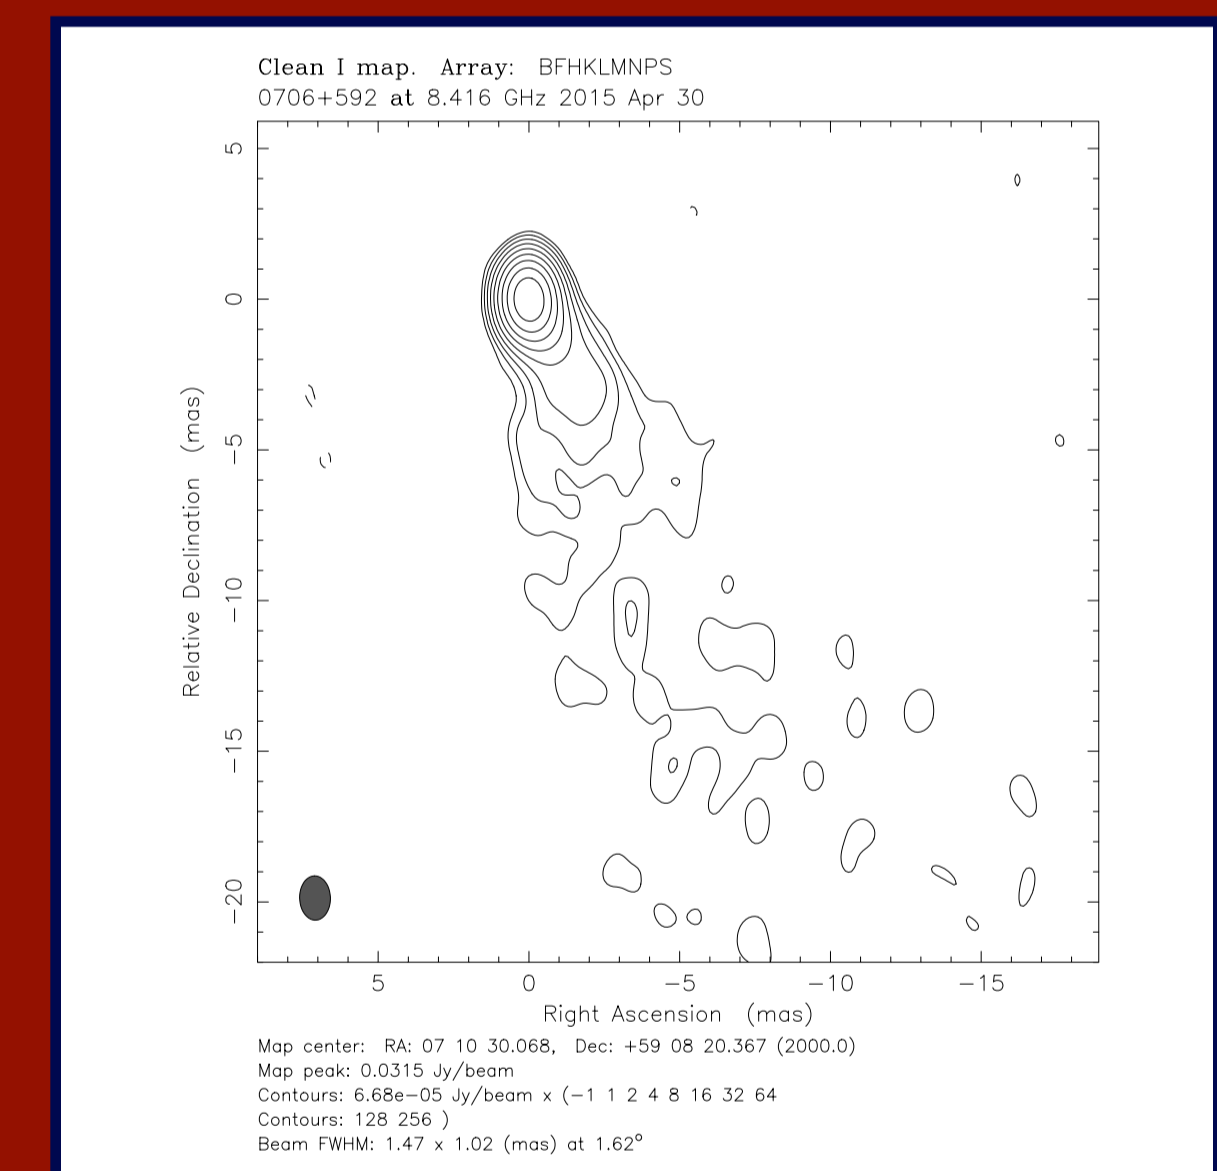 Clean I map.  Array:  BFHKLMNPS
0706+592 at 8.416 GHz 2015 Apr 30
5
0
−5
−10
−15
−20
Relative Declination  (mas)
5
0
−5
−10
−15
Right Ascension  (mas)
Map center:  RA: 07 10 30.068,  Dec: +59 08 20.367 (2000.0)
Map peak: 0.0315 Jy/beam
Contours: 6.68e−05 Jy/beam x (−1 1 2 4 8 16 32 64
Contours: 128 256 )
Beam FWHM: 1.47 x 1.02 (mas) at 1.62°